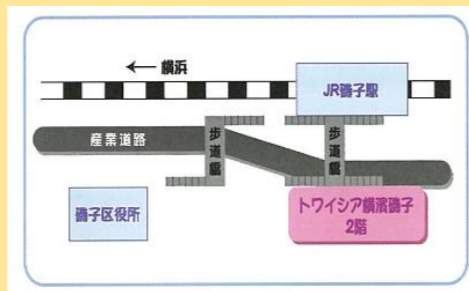 ← 横浜
JR磯子駅
産業道路
歩道橋
歩道橋
磯子区役所
トワイシア横濱磯子
2階